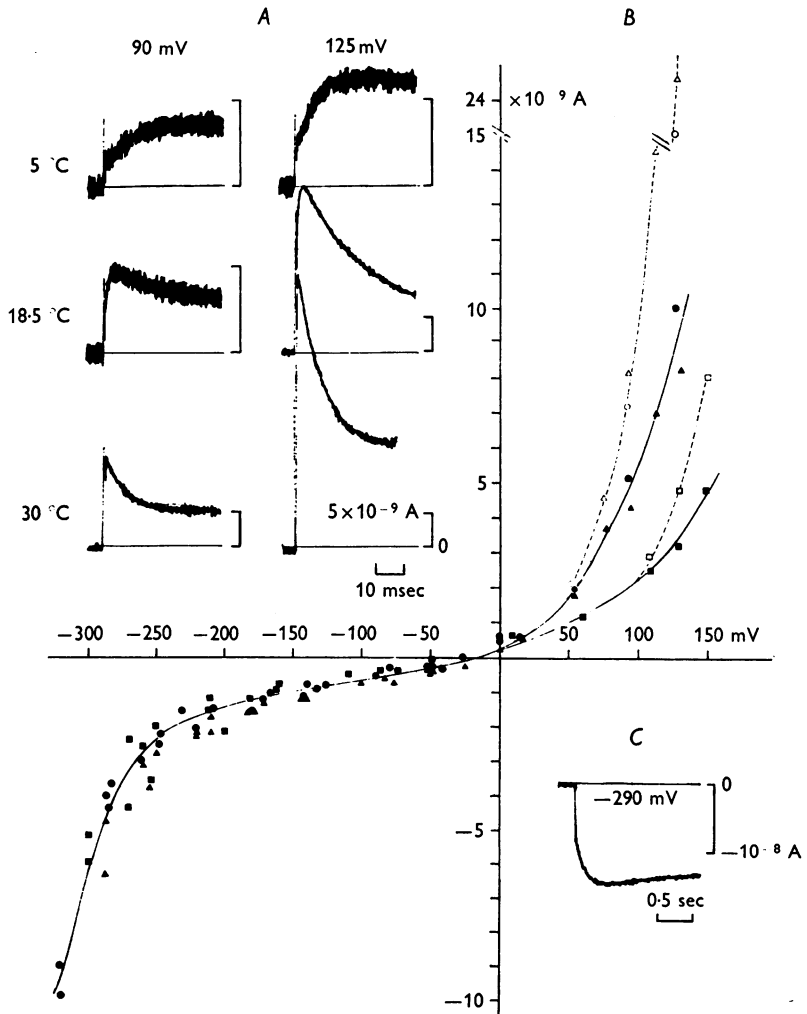 A
B
90 mV
125 mV
24
×10⁻⁹ A
15
5 °C
18·5 °C
10
5
30 °C
5×10⁻⁹ A
0
10 msec
−300
−250
−200
−150
−100
−50
50
100
150 mV
C
0
−290 mV
−5
−10⁻⁸ A
0·5 sec
−10